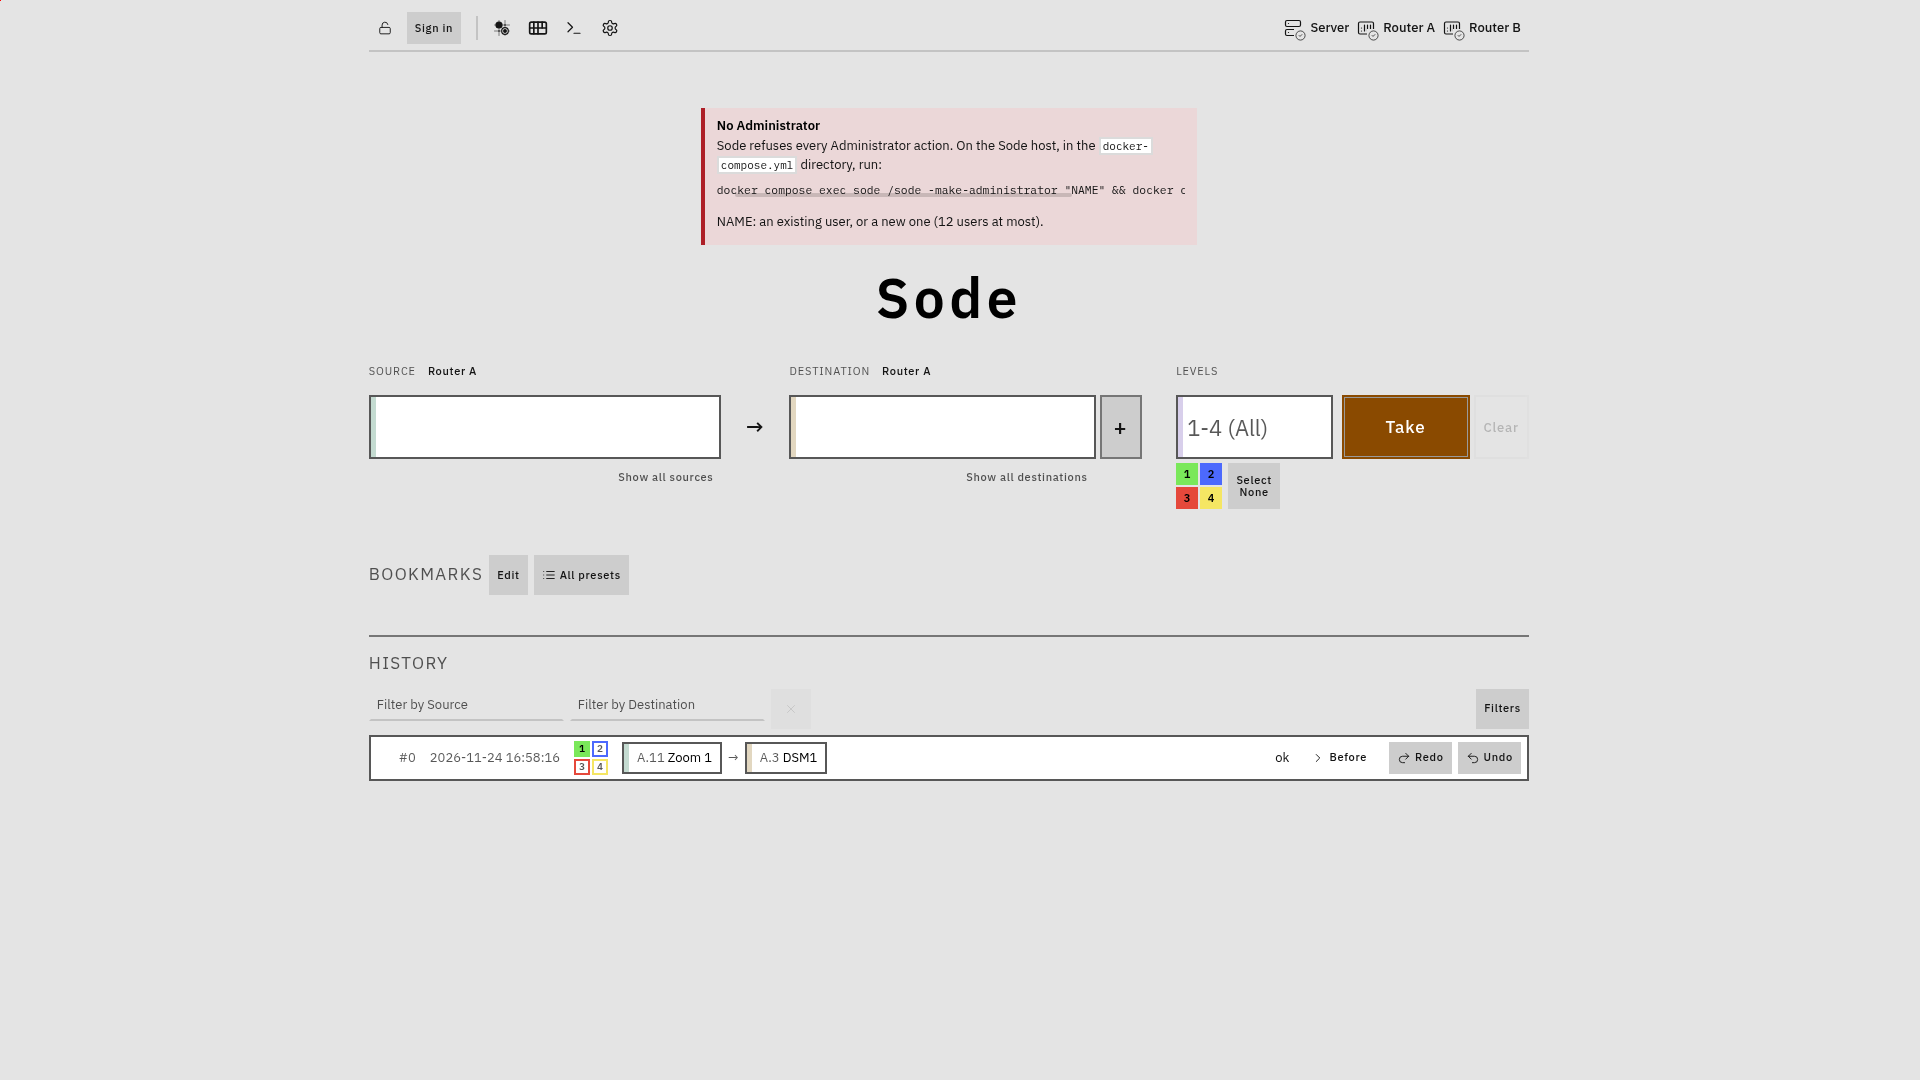 Sign in
Server Router A Router B
No Administrator
Sode refuses every Administrator action. On the Sode host, in the docker-
compose.yml directory, run:
docker compose exec sode /sode -make-administrator "NAME" && docker c
NAME: an existing user, or a new one (12 users at most).
Sode
SOURCE Router A
DESTINATION Router A
LEVELS
→
+
1-4 (All)
Take
Clear
Show all sources
Show all destinations
1 2
3 4
Select
None
BOOKMARKS Edit All presets
HISTORY
Filter by Source Filter by Destination × Filters
#0 2026-11-24 16:58:16 1 2 3 4 A.11 Zoom 1 → A.3 DSM1 ok > Before Redo Undo